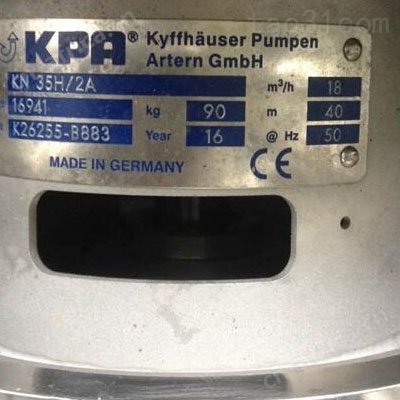 KPA® Kyffhäuser Pumpen
Artern GmbH
KN 35H/2A m³/h 18
16941 kg 90 m 40
K26255-B883 Year 16 @ Hz 50
MADE IN GERMANY CE